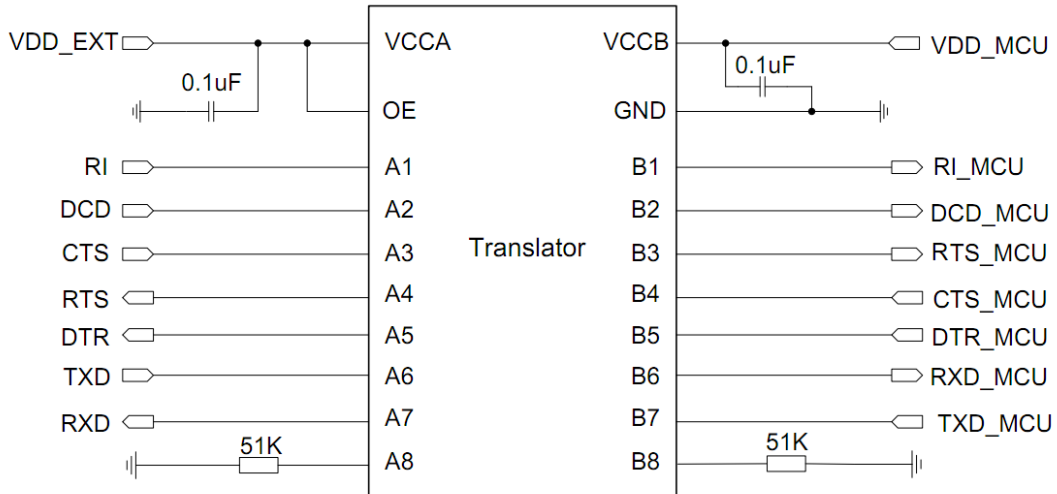 VDD_EXT VCCA VCCB VDD_MCU
0.1uF 0.1uF
OE GND
RI A1 B1 RI_MCU
DCD A2 B2 DCD_MCU
CTS A3 Translator B3 RTS_MCU
RTS A4 B4 CTS_MCU
DTR A5 B5 DTR_MCU
TXD A6 B6 RXD_MCU
RXD A7 B7 TXD_MCU
51K 51K
A8 B8